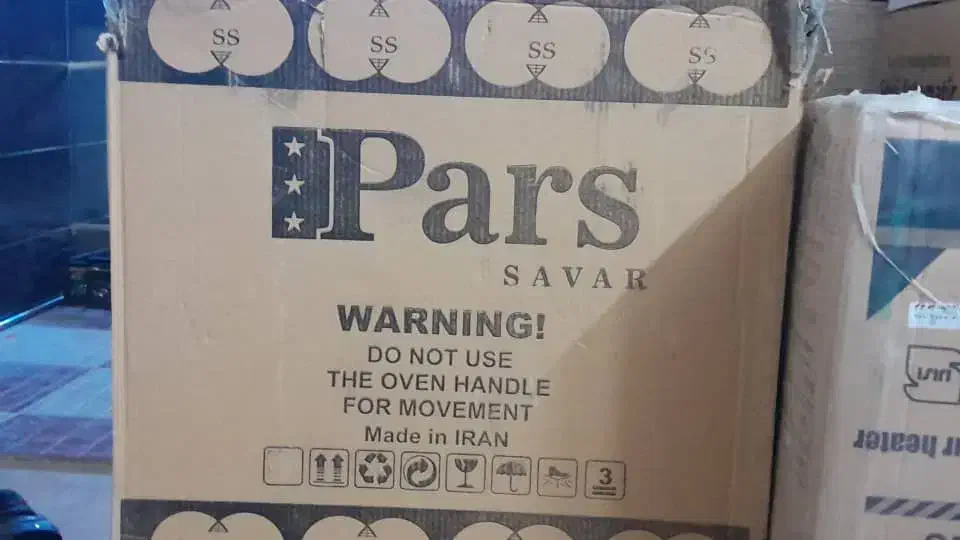 SS SS SS SS
Pars
SAVAR
WARNING!
DO NOT USE
THE OVEN HANDLE
FOR MOVEMENT
Made in IRAN
3
heater